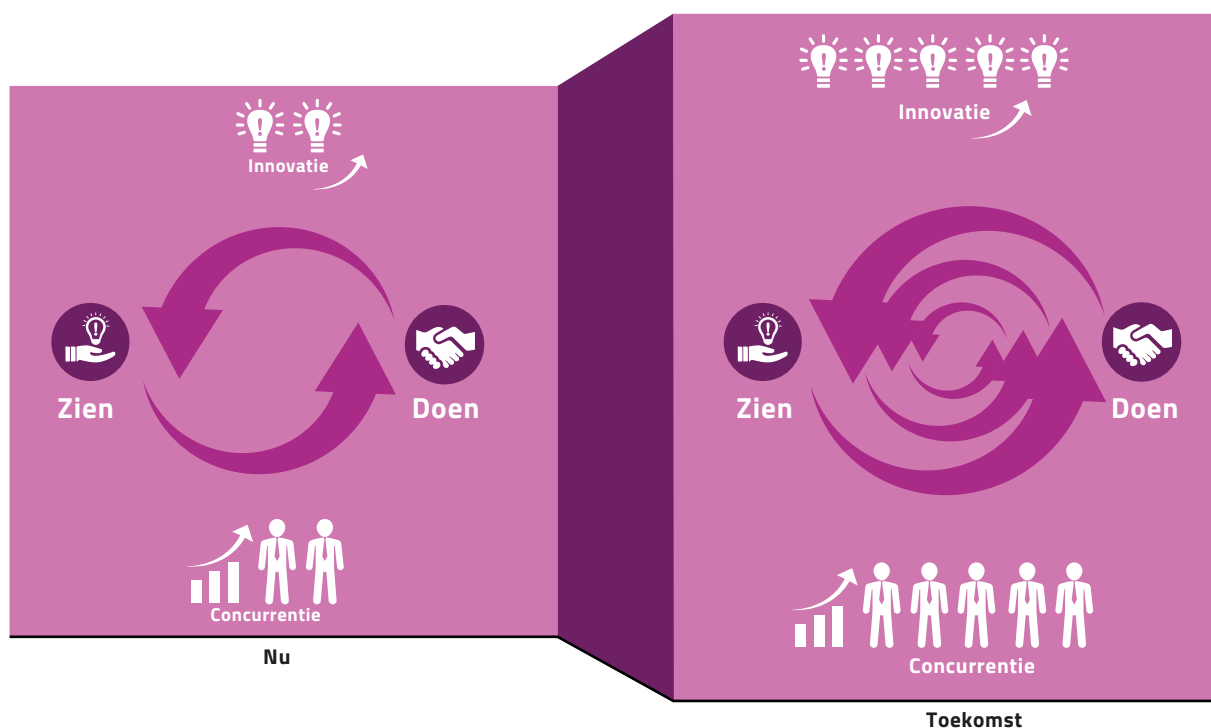 Innovatie
Zien
Doen
Concurrentie
Nu
Innovatie
Zien
Doen
Concurrentie
Toekomst